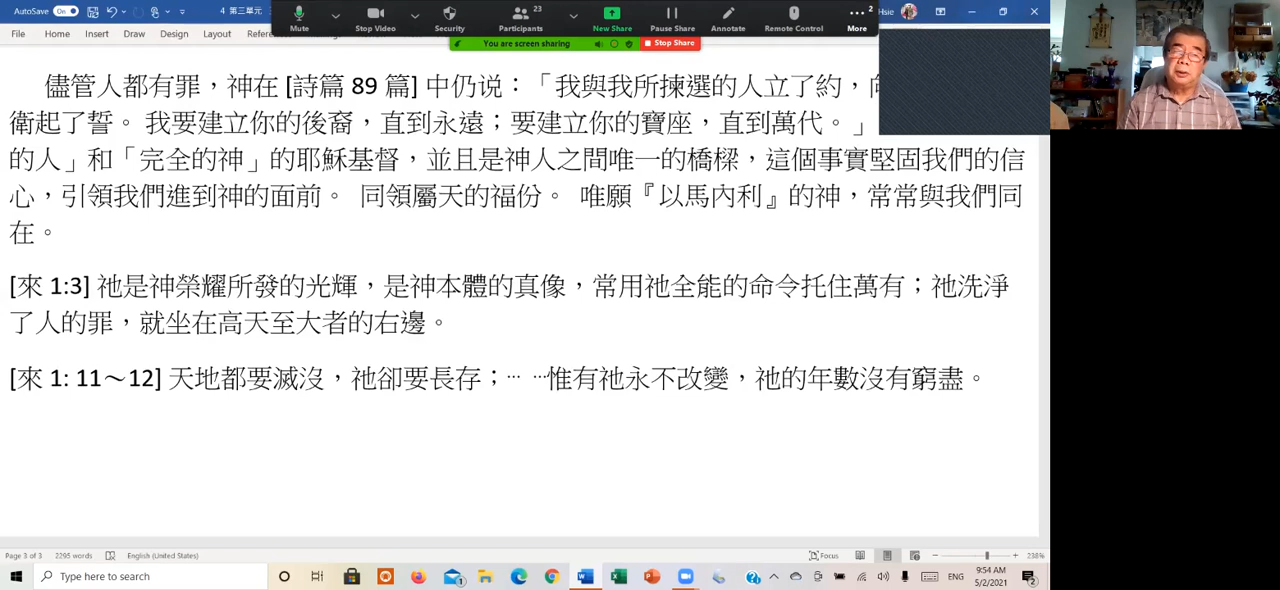 AutoSave On 4 第三單元 Hsie
Mute Stop Video Security Participants 23 New Share Pause Share Annotate Remote Control More 2
File Home Insert Draw Design Layout
You are screen sharing Stop Share
儘管人都有罪，神在 [詩篇 89 篇] 中仍说：「我與我所揀選的人立了約，
衛起了誓。 我要建立你的後裔，直到永遠；要建立你的寶座，直到萬代。」
的人」和「完全的神」的耶穌基督，並且是神人之間唯一的橋樑，這個事實堅固我們的信
心，引領我們進到神的面前。 同領屬天的福份。 唯願『以馬內利』的神，常常與我們同
在。
[來 1:3] 祂是神榮耀所發的光輝，是神本體的真像，常用祂全能的命令托住萬有；祂洗淨
了人的罪，就坐在高天至大者的右邊。
[來 1: 11～12] 天地都要滅沒，祂卻要長存；… …惟有祂永不改變，祂的年數沒有窮盡。
Page 3 of 3 2295 words English (United States) Focus 238%
Type here to search ENG 9:54 AM
5/2/2021 2